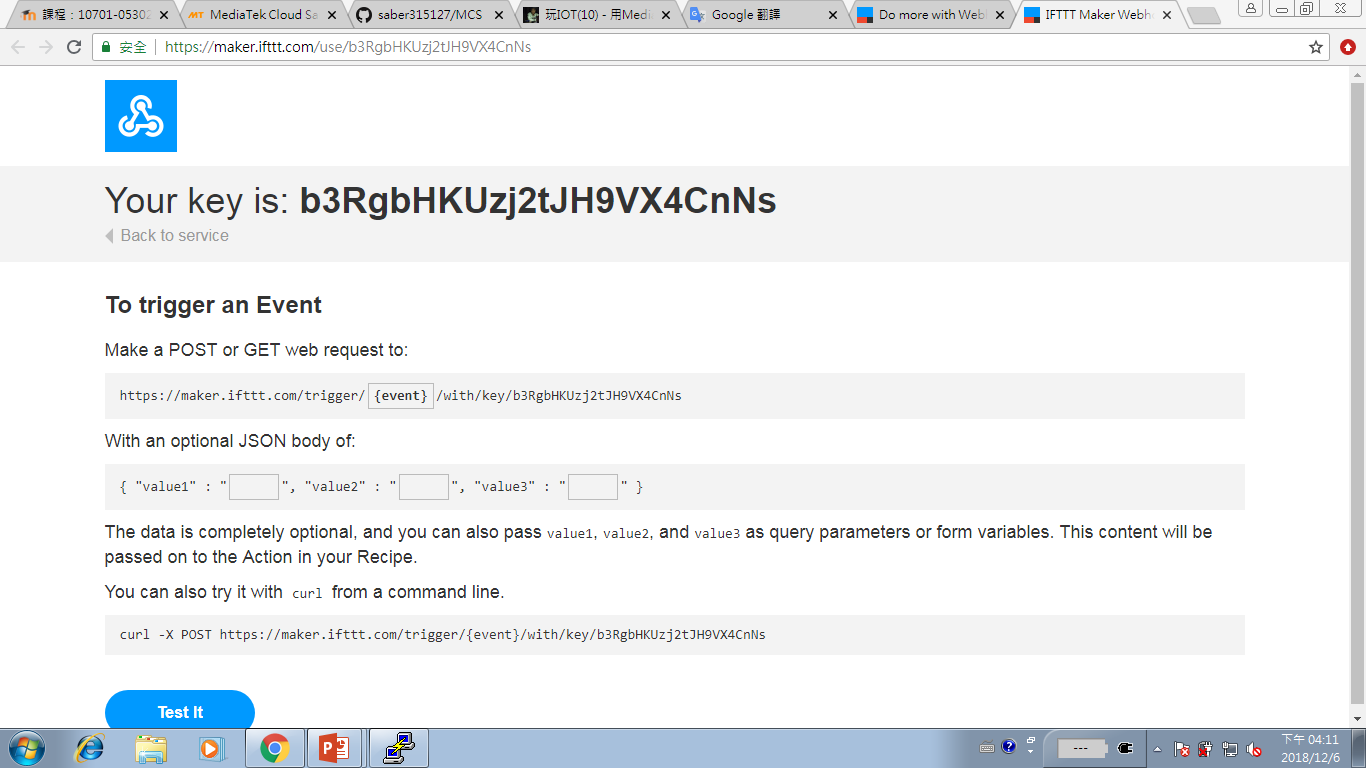 課程：10701-05302
MediaTek Cloud Sa
saber315127/MCS
玩IOT(10) - 用Medi
Google 翻譯
Do more with Web
IFTTT Maker Webh
安全 https://maker.ifttt.com/use/b3RgbHKUzj2tJH9VX4CnNs
Your key is: b3RgbHKUzj2tJH9VX4CnNs
Back to service
To trigger an Event
Make a POST or GET web request to:
https://maker.ifttt.com/trigger/ {event} /with/key/b3RgbHKUzj2tJH9VX4CnNs
With an optional JSON body of:
{ "value1" : " ", "value2" : " ", "value3" : " " }
The data is completely optional, and you can also pass value1, value2, and value3 as query parameters or form variables. This content will be
passed on to the Action in your Recipe.
You can also try it with curl from a command line.
curl -X POST https://maker.ifttt.com/trigger/{event}/with/key/b3RgbHKUzj2tJH9VX4CnNs
Test It
---
下午 04:11
2018/12/6